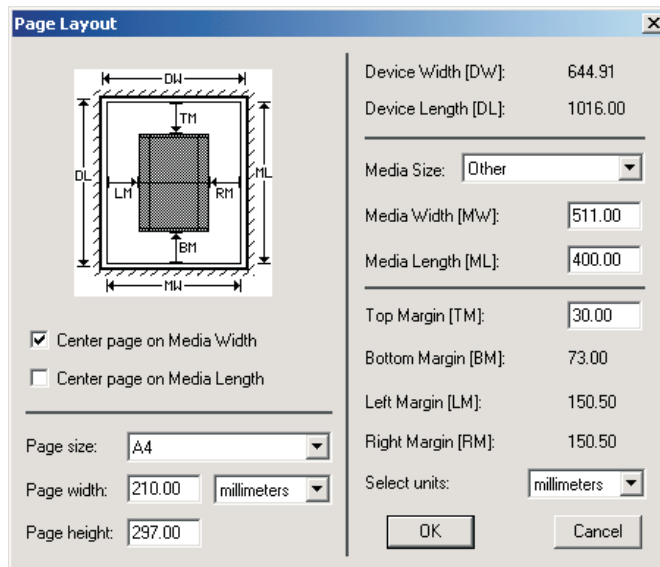 Page Layout
DW
TM
DL
ML
LM
RM
BM
MW
Center page on Media Width
Center page on Media Length
Page size: A4
Page width: 210.00 millimeters
Page height: 297.00
Device Width [DW]: 644.91
Device Length [DL]: 1016.00
Media Size: Other
Media Width [MW]: 511.00
Media Length [ML]: 400.00
Top Margin [TM]: 30.00
Bottom Margin [BM]: 73.00
Left Margin [LM]: 150.50
Right Margin [RM]: 150.50
Select units: millimeters
OK Cancel